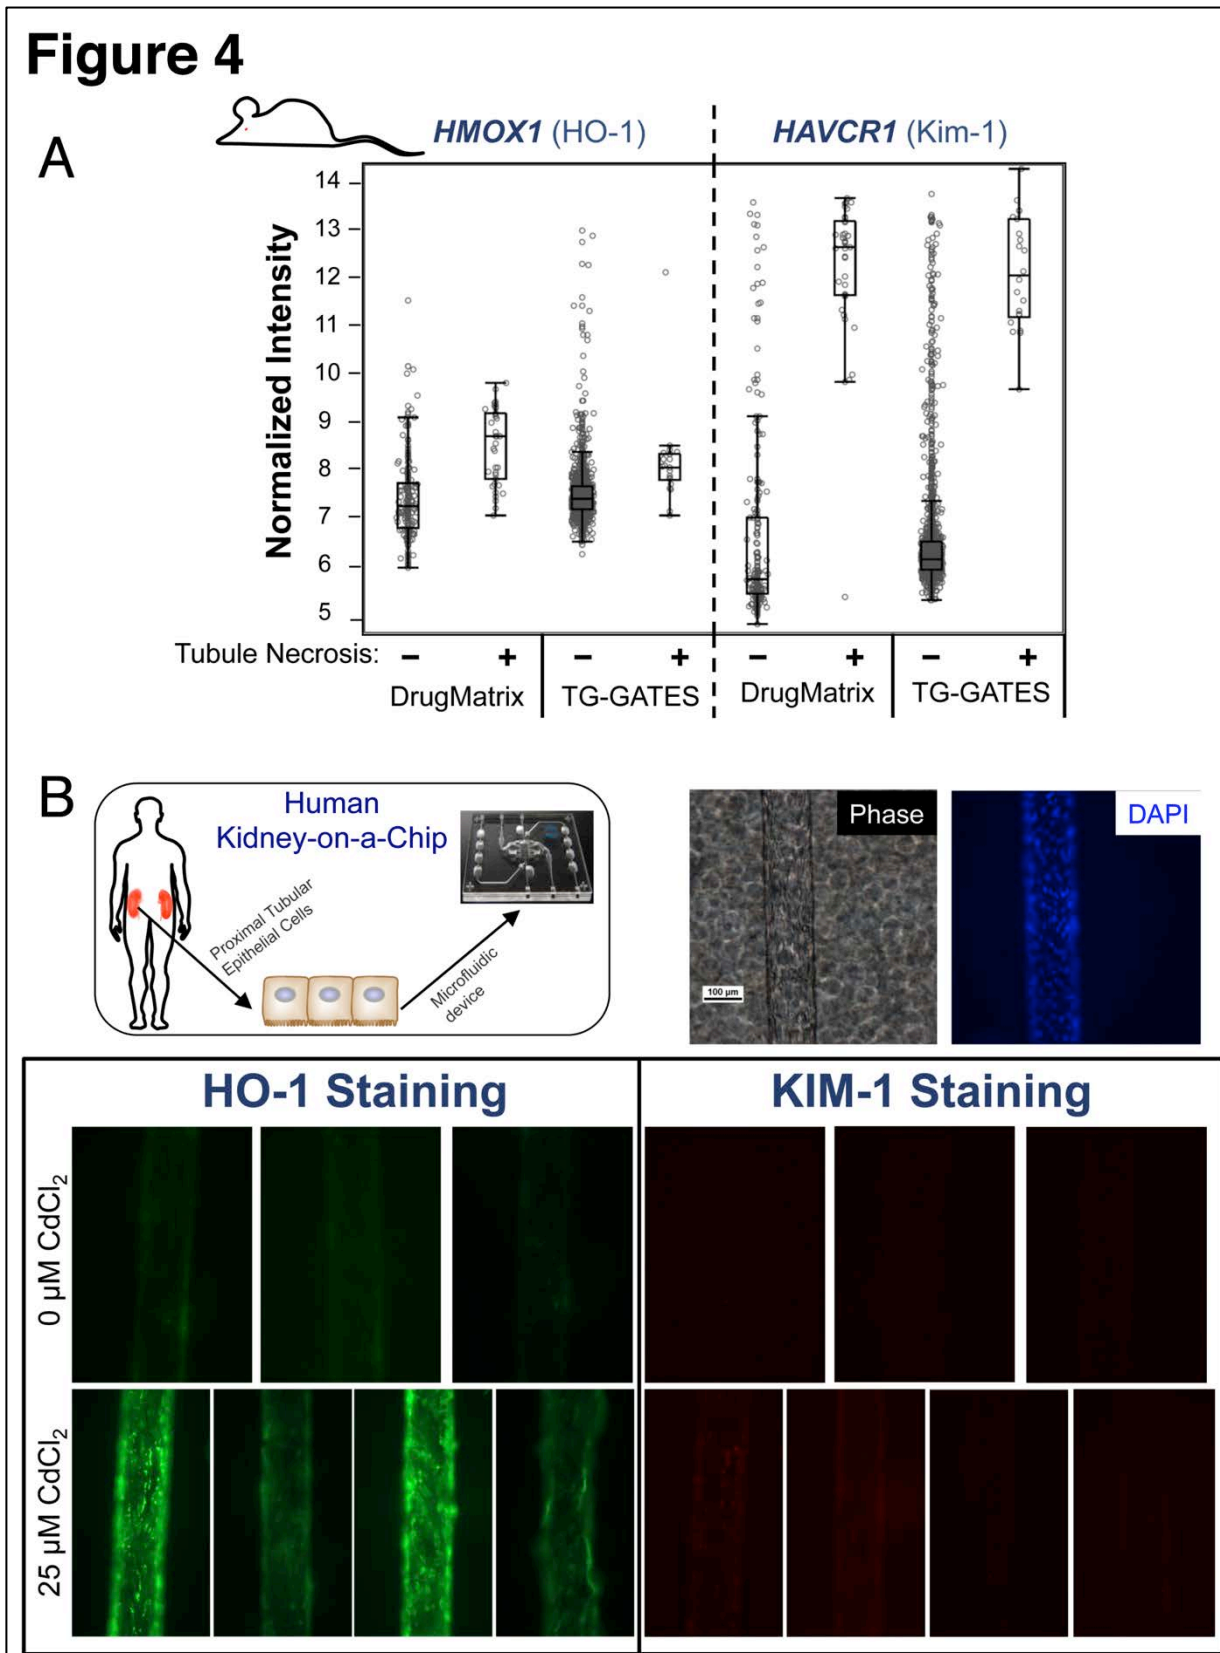 Figure 4
A
HMOX1 (HO-1)
HAVCR1 (Kim-1)
Normalized Intensity
14
13
12
11
10
9
8
7
6
5
Tubule Necrosis: – + – + – + – +
DrugMatrix TG-GATES DrugMatrix TG-GATES
B
Human
Kidney-on-a-Chip
Proximal Tubular
Epithelial Cells
Microfluidic
device
Phase
100 µm
DAPI
HO-1 Staining
KIM-1 Staining
0 µM CdCl₂
25 µM CdCl₂